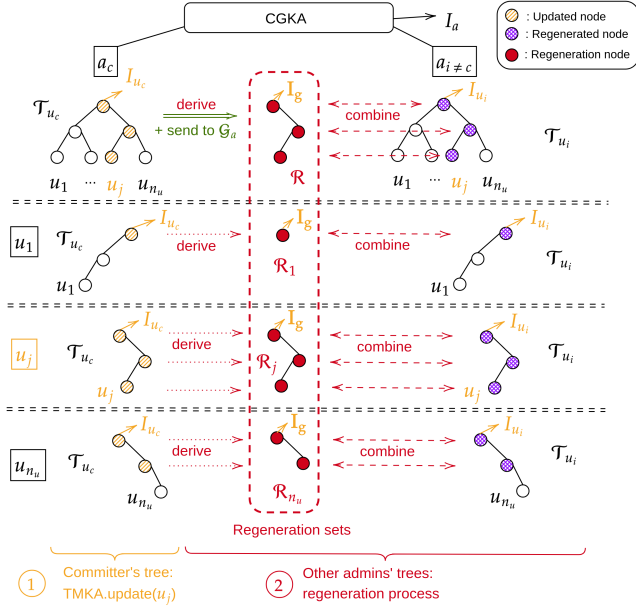 CGKA
I_a
: Updated node
: Regenerated node
: Regeneration node
a_c
a_{i ≠ c}
I_{u_c}
I_g
I_{u_i}
𝒯_{u_c}
derive
+ send to 𝒢_a
combine
𝒯_{u_i}
ℛ
u_1 ... u_j u_{n_u}
u_1 ... u_j u_{n_u}
I_{u_c}
I_g
I_{u_i}
u_1
𝒯_{u_c}
derive
combine
𝒯_{u_i}
ℛ_1
u_1
u_1
I_{u_c}
I_g
I_{u_i}
u_j
𝒯_{u_c}
derive
ℛ_j
combine
𝒯_{u_i}
u_j
u_j
I_{u_c}
I_g
I_{u_i}
u_{n_u}
𝒯_{u_c}
derive
combine
𝒯_{u_i}
u_{n_u}
ℛ_{n_u}
u_{n_u}
Regeneration sets
1
Committer's tree:
TMKA.update(u_j)
2
Other admins' trees:
regeneration process